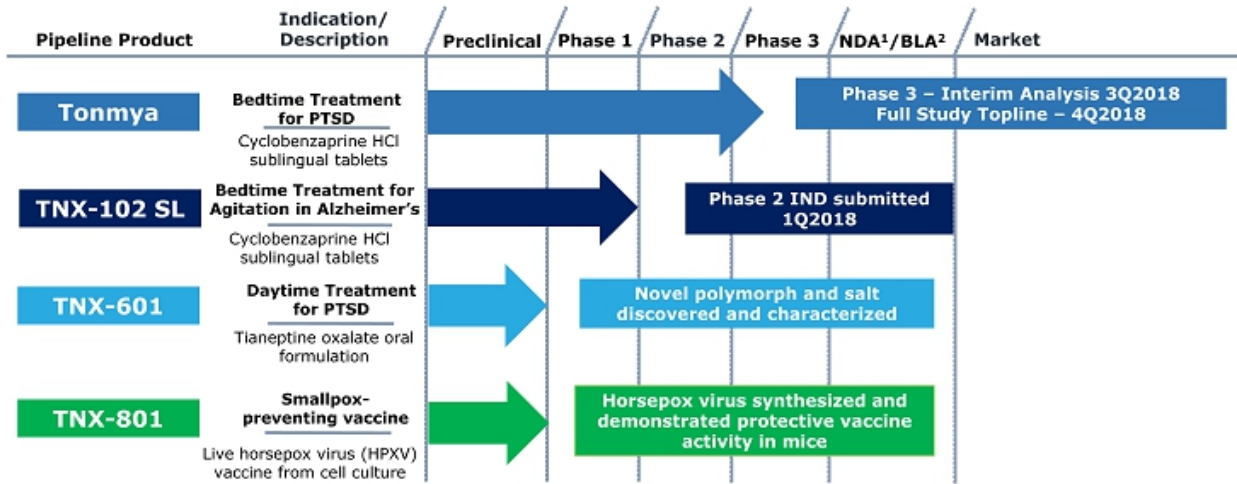 Pipeline Product
Indication/
Description
Preclinical
Phase 1
Phase 2
Phase 3
NDA¹/BLA²
Market
Tonmya
Bedtime Treatment
for PTSD
Cyclobenzaprine HCl
sublingual tablets
Phase 3 – Interim Analysis 3Q2018
Full Study Topline – 4Q2018
TNX-102 SL
Bedtime Treatment for
Agitation in Alzheimer's
Cyclobenzaprine HCl
sublingual tablets
Phase 2 IND submitted
1Q2018
TNX-601
Daytime Treatment
for PTSD
Tianeptine oxalate oral
formulation
Novel polymorph and salt
discovered and characterized
TNX-801
Smallpox-
preventing vaccine
Live horsepox virus (HPXV)
vaccine from cell culture
Horsepox virus synthesized and
demonstrated protective vaccine
activity in mice